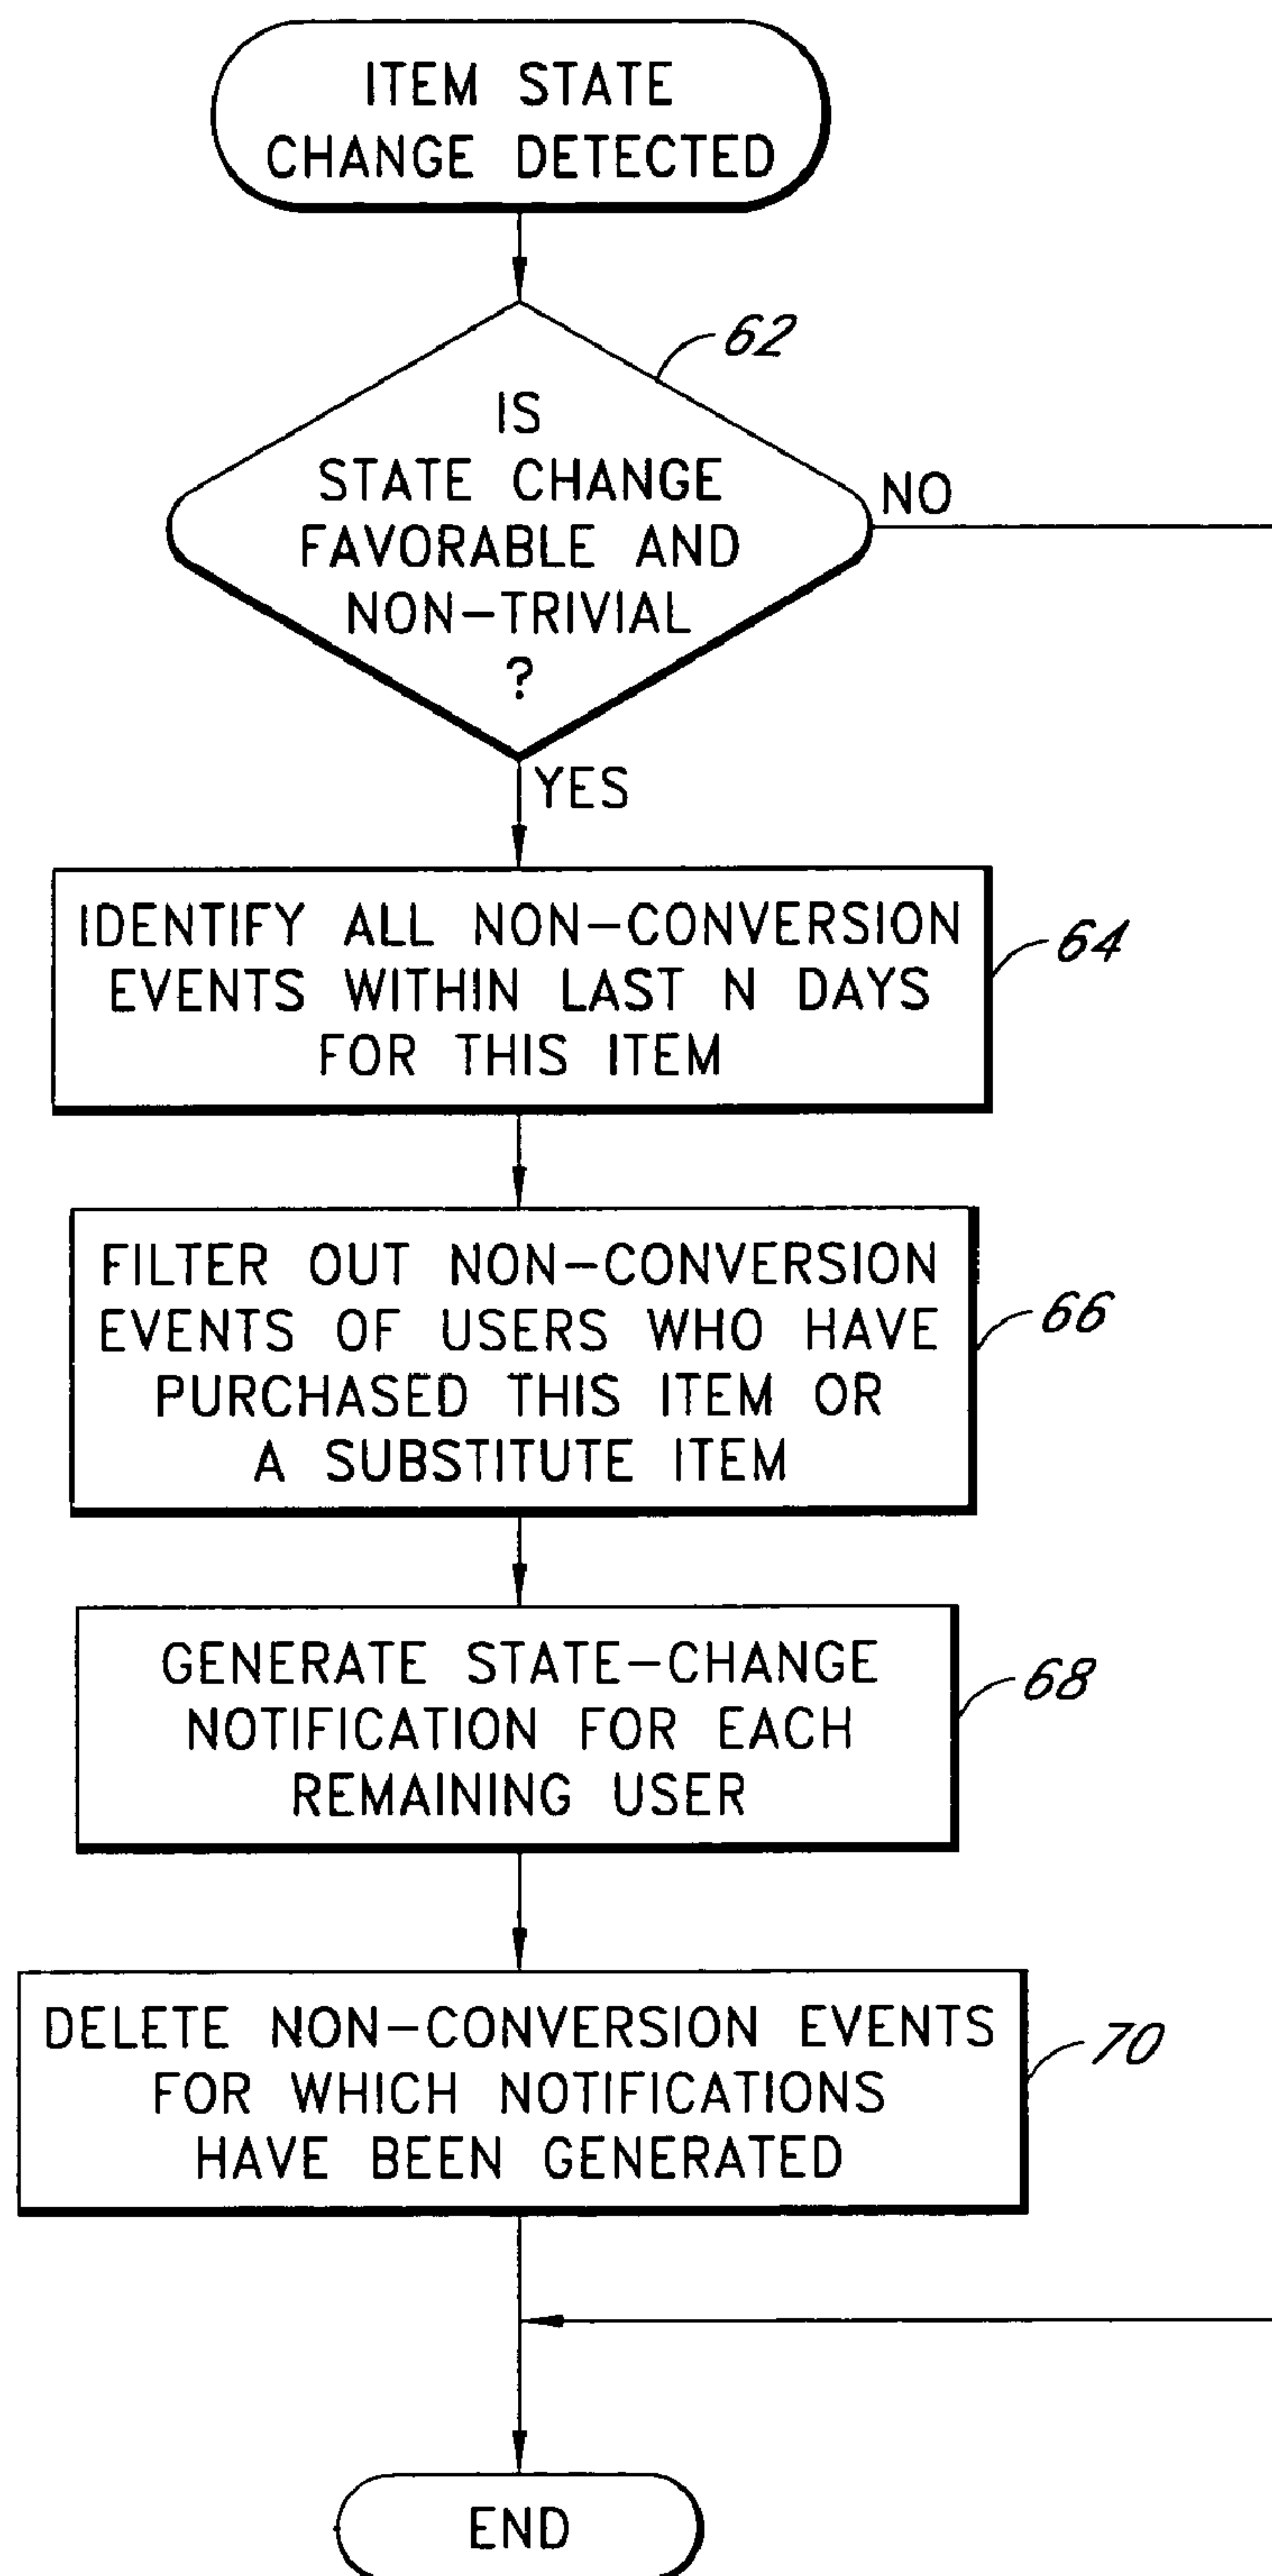 ITEM STATE
CHANGE DETECTED
62
IS
STATE CHANGE
FAVORABLE AND
NON-TRIVIAL
?
NO
YES
IDENTIFY ALL NON-CONVERSION
EVENTS WITHIN LAST N DAYS
FOR THIS ITEM
64
FILTER OUT NON-CONVERSION
EVENTS OF USERS WHO HAVE
PURCHASED THIS ITEM OR
A SUBSTITUTE ITEM
66
GENERATE STATE-CHANGE
NOTIFICATION FOR EACH
REMAINING USER
68
DELETE NON-CONVERSION EVENTS
FOR WHICH NOTIFICATIONS
HAVE BEEN GENERATED
70
END